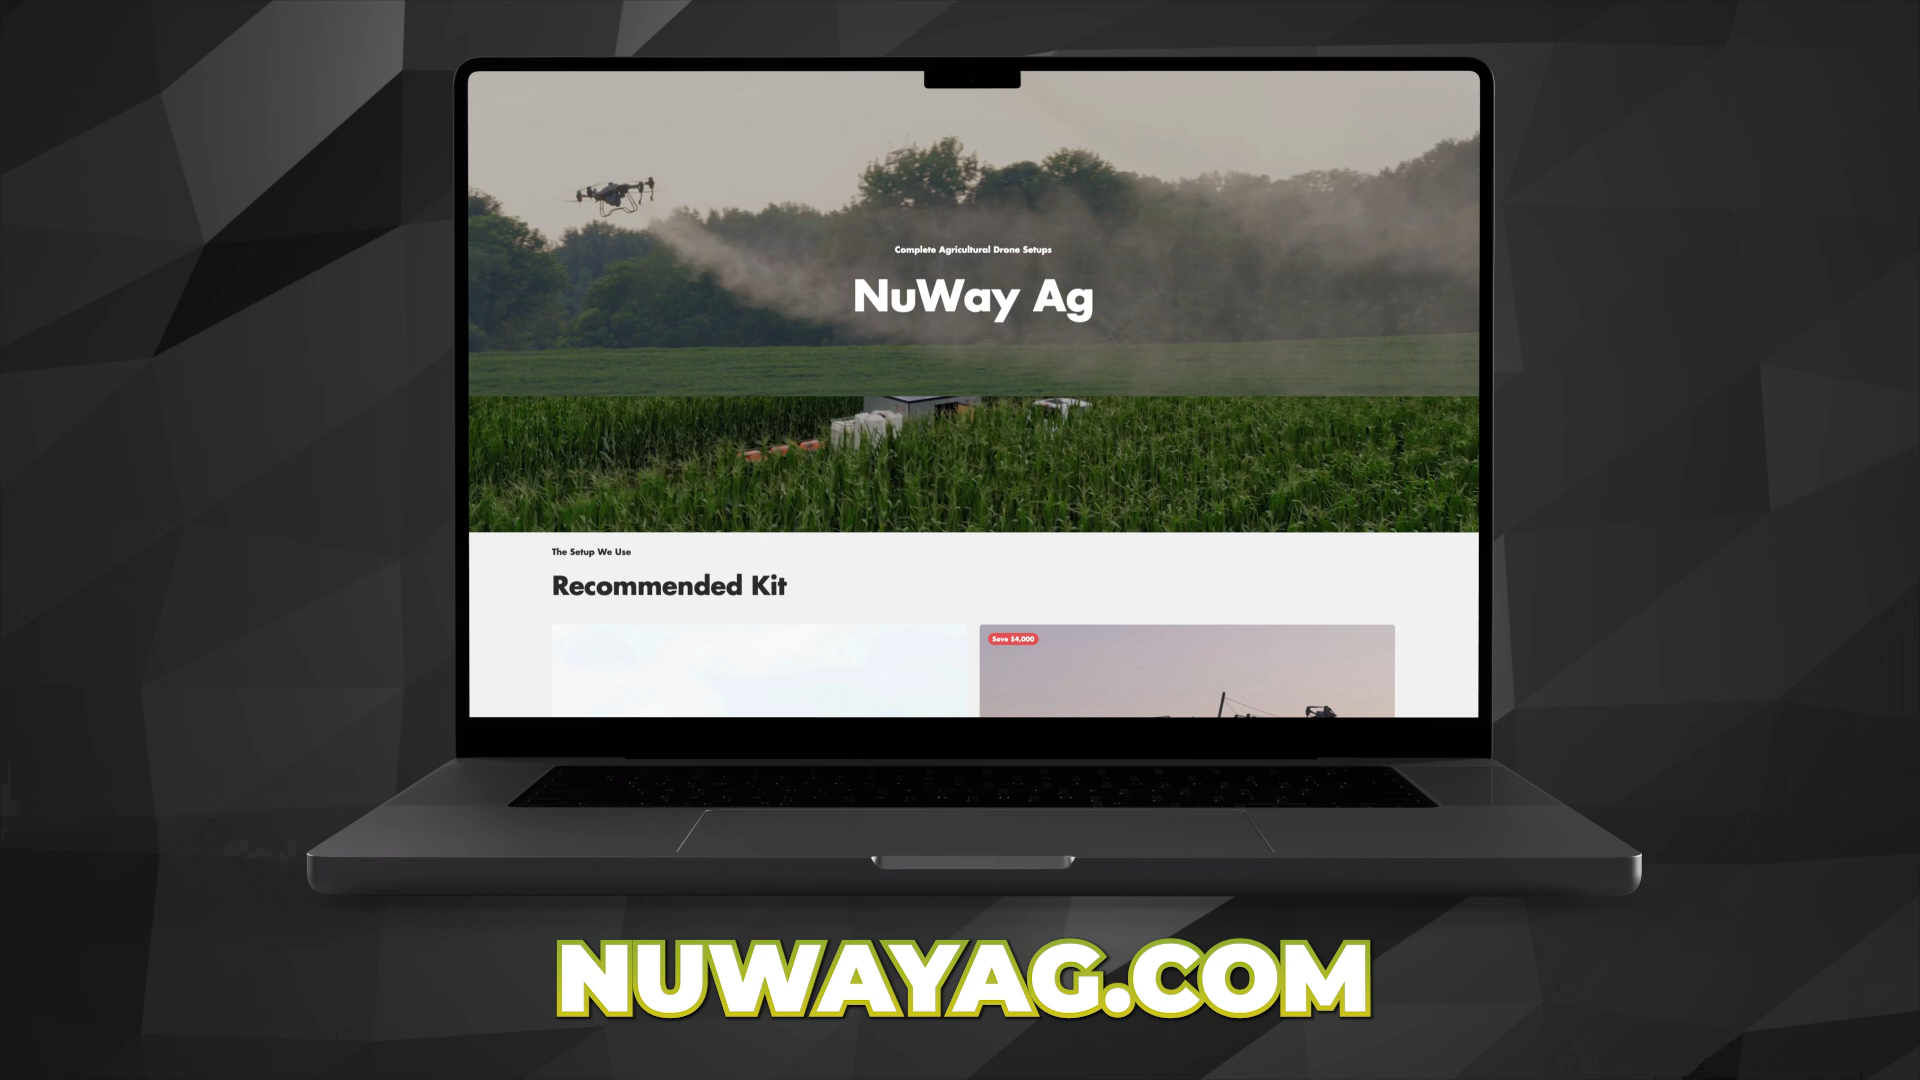 Complete Agricultural Drone Setups
NuWay Ag
The Setup We Use
Recommended Kit
Save $4,000
NUWAYAG.COM